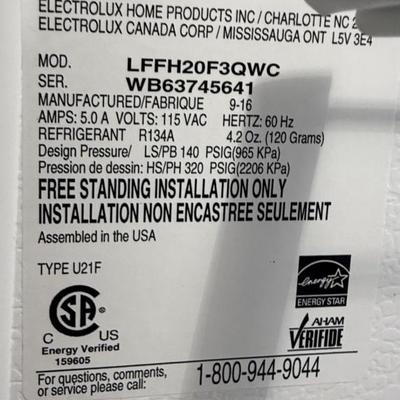 ELECTROLUX HOME PRODUCTS INC / CHARLOTTE NC 2
ELECTROLUX CANADA CORP / MISSISSAUGA ONT L5V 3E4
MOD. LFFH20F3QWC
SER. WB63745641
MANUFACTURED/FABRIQUE 9-16
AMPS: 5.0 A VOLTS: 115 VAC HERTZ: 60 Hz
REFRIGERANT R134A 4.2 Oz. (120 Grams)
Design Pressure/ LS/PB 140 PSIG(965 KPa)
Pression de dessin: HS/PH 320 PSIG(2206 KPa)
FREE STANDING INSTALLATION ONLY
INSTALLATION NON ENCASTREE SEULEMENT
Assembled in the USA
TYPE U21F
SA
C US
Energy Verified
159605
energy
ENERGY STAR
AHAM
VERIFIDE
For questions, comments,
or service please call: 1-800-944-9044